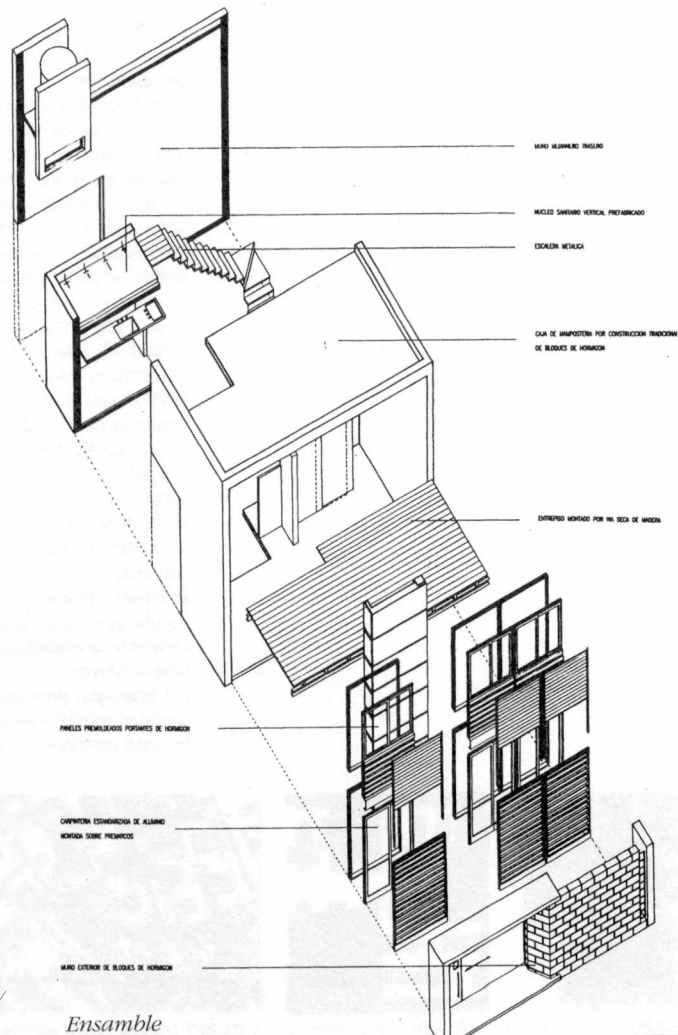 MURO MEDIANERO TRASERO
NUCLEO SANITARIO VERTICAL PREFABRICADO
ESCALERA METALICA
CAJA DE MAMPOSTERIA POR CONSTRUCCION TRADICIONAL
DE BLOQUES DE HORMIGON
ENTREPISO MONTADO POR VIA SECA DE MADERA
PANELES PREMOLDEADOS PORTANTES DE HORMIGON
CARPINTERIA ESTANDARIZADA DE ALUMINIO
MONTADA SOBRE PREMARCOS
MURO EXTERIOR DE BLOQUES DE HORMIGON
Ensamble